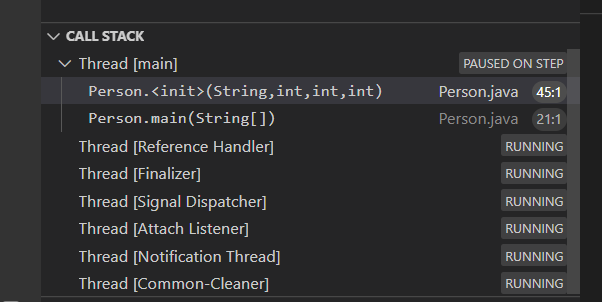 CALL STACK
Thread [main] PAUSED ON STEP
Person.<init>(String,int,int,int) Person.java 45:1
Person.main(String[]) Person.java 21:1
Thread [Reference Handler] RUNNING
Thread [Finalizer] RUNNING
Thread [Signal Dispatcher] RUNNING
Thread [Attach Listener] RUNNING
Thread [Notification Thread] RUNNING
Thread [Common-Cleaner] RUNNING